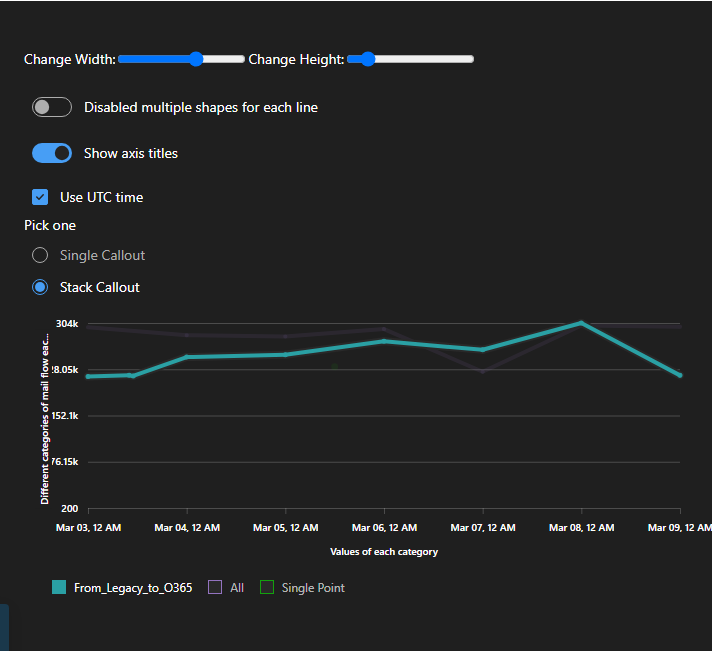 Change Width: Change Height:
Disabled multiple shapes for each line
Show axis titles
Use UTC time
Pick one
Single Callout
Stack Callout
304k
8.05k
152.1k
76.15k
200
Different categories of mail flow eac...
Mar 03, 12 AM Mar 04, 12 AM Mar 05, 12 AM Mar 06, 12 AM Mar 07, 12 AM Mar 08, 12 AM Mar 09, 12 AM
Values of each category
From_Legacy_to_O365 All Single Point